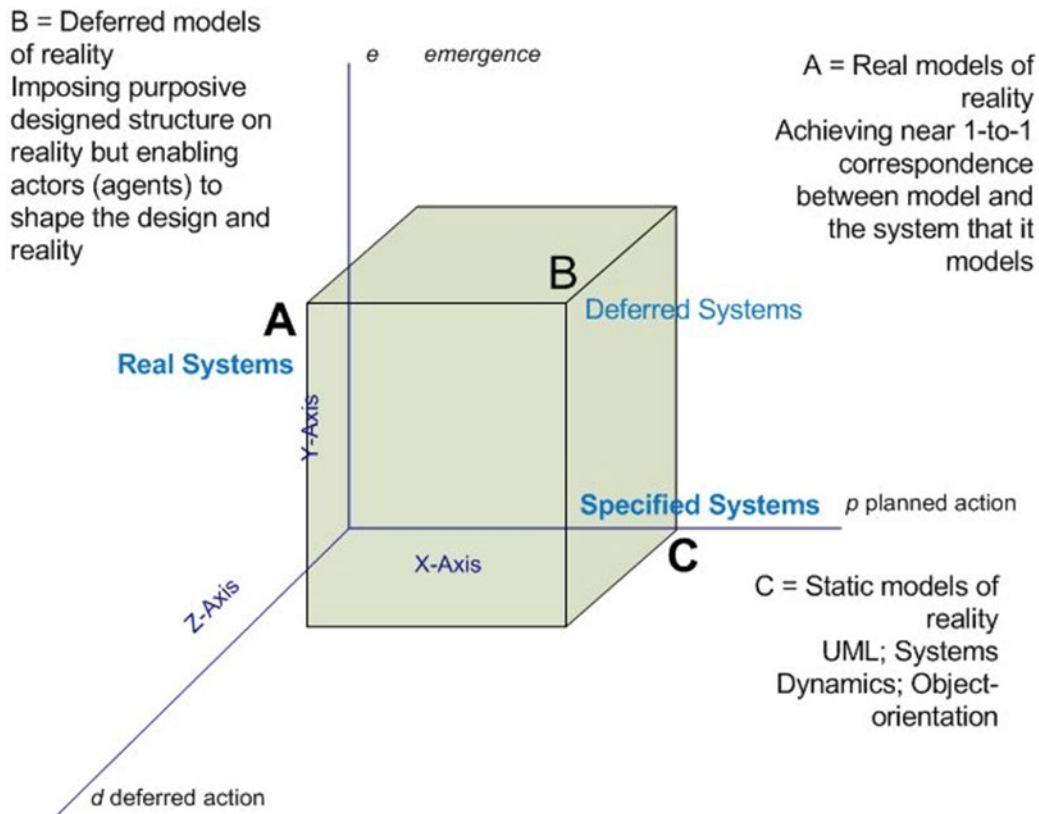 B = Deferred models
of reality
Imposing purposive
designed structure on
reality but enabling
actors (agents) to
shape the design and
reality
e emergence
A = Real models of
reality
Achieving near 1-to-1
correspondence
between model and
the system that it
models
B
A
Deferred Systems
Real Systems
Y-Axis
Specified Systems
p planned action
C
X-Axis
Z-Axis
C = Static models of
reality
UML; Systems
Dynamics; Object-
orientation
d deferred action